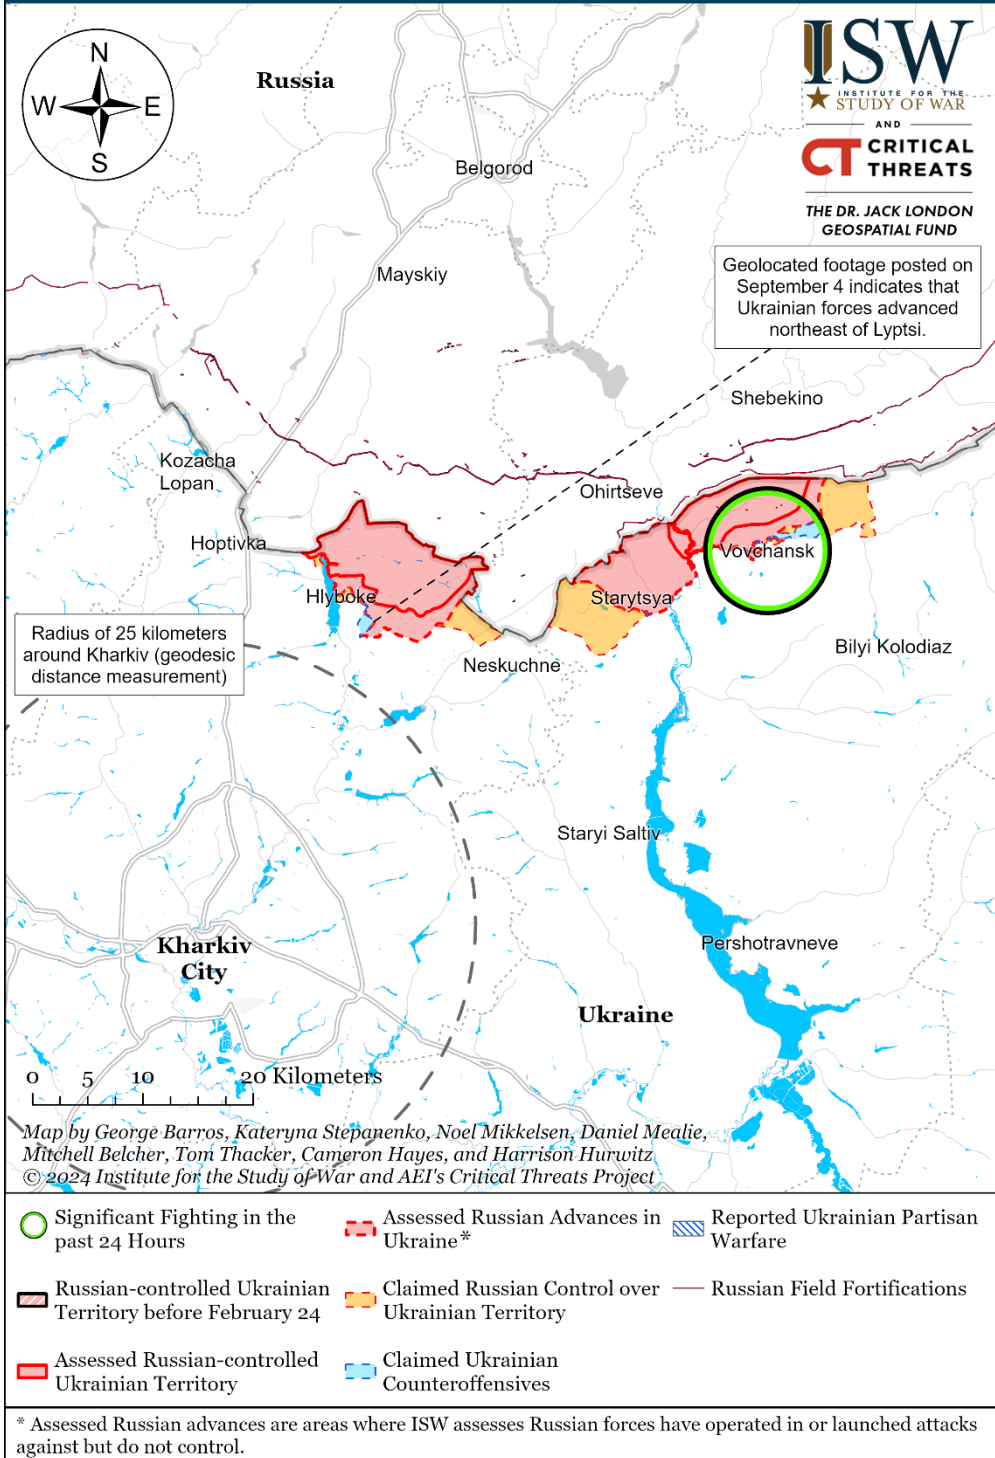 N
W
E
S
Russia
ISW
INSTITUTE FOR THE
STUDY OF WAR
AND
CT CRITICAL
THREATS
THE DR. JACK LONDON
GEOSPATIAL FUND
Belgorod
Mayskiy
Geolocated footage posted on
September 4 indicates that
Ukrainian forces advanced
northeast of Lyptsi.
Shebekino
Kozacha
Lopan
Ohirtseve
Hoptivka
Vovchansk
Hlyboke
Starytsya
Radius of 25 kilometers
around Kharkiv (geodesic
distance measurement)
Neskuchne
Bilyi Kolodiaz
Staryi Saltiv
Kharkiv
City
Pershotravneve
Ukraine
0 5 10 20 Kilometers
Map by George Barros, Kateryna Stepanenko, Noel Mikkelsen, Daniel Mealie,
Mitchell Belcher, Tom Thacker, Cameron Hayes, and Harrison Hurwitz
© 2024 Institute for the Study of War and AEI's Critical Threats Project
Significant Fighting in the
past 24 Hours
Russian-controlled Ukrainian
Territory before February 24
Assessed Russian-controlled
Ukrainian Territory
Assessed Russian Advances in
Ukraine*
Claimed Russian Control over
Ukrainian Territory
Claimed Ukrainian
Counteroffensives
Reported Ukrainian Partisan
Warfare
Russian Field Fortifications
* Assessed Russian advances are areas where ISW assesses Russian forces have operated in or launched attacks
against but do not control.